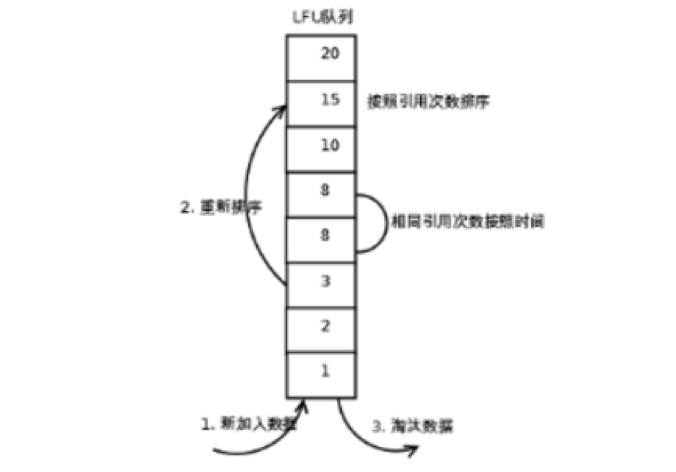 LFU队列
20
15
按照引用次数排序
10
8
2. 重新排序
8
相同引用次数按照时间
3
2
1
1. 新加入数据
3. 淘汰数据